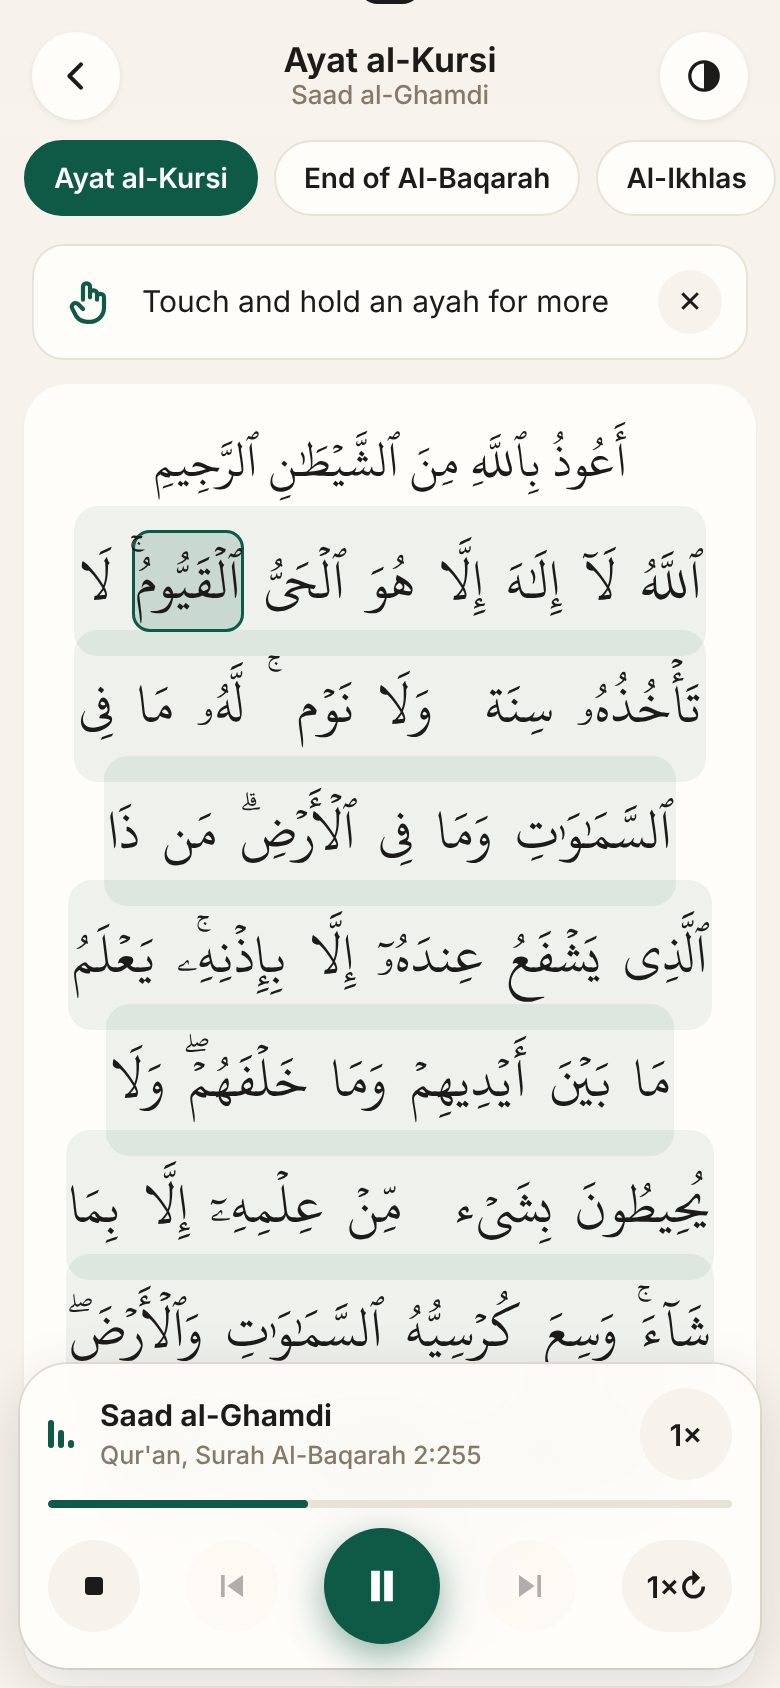 Ayat al-Kursi
Saad al-Ghamdi
Ayat al-Kursi
End of Al-Baqarah
Al-Ikhlas
Touch and hold an ayah for more
أَعُوذُ بِٱللَّهِ مِنَ ٱلشَّيْطَٰنِ ٱلرَّجِيمِ
ٱللَّهُ لَآ إِلَٰهَ إِلَّا هُوَ ٱلْحَىُّ ٱلْقَيُّومُ ۚ لَا
تَأْخُذُهُۥ سِنَة وَلَا نَوْم ۚ لَّهُۥ مَا فِى
ٱلسَّمَٰوَٰتِ وَمَا فِى ٱلْأَرْضِ ۗ مَن ذَا
ٱلَّذِى يَشْفَعُ عِندَهُۥٓ إِلَّا بِإِذْنِهِۦ ۚ يَعْلَمُ
مَا بَيْنَ أَيْدِيهِمْ وَمَا خَلْفَهُمْ ۖ وَلَا
يُحِيطُونَ بِشَىْء مِّنْ عِلْمِهِۦٓ إِلَّا بِمَا
شَآءَ ۚ وَسِعَ كُرْسِيُّهُ ٱلسَّمَٰوَٰتِ وَٱلْأَرْضَ ۖ
Saad al-Ghamdi
Qur'an, Surah Al-Baqarah 2:255
1×
1×